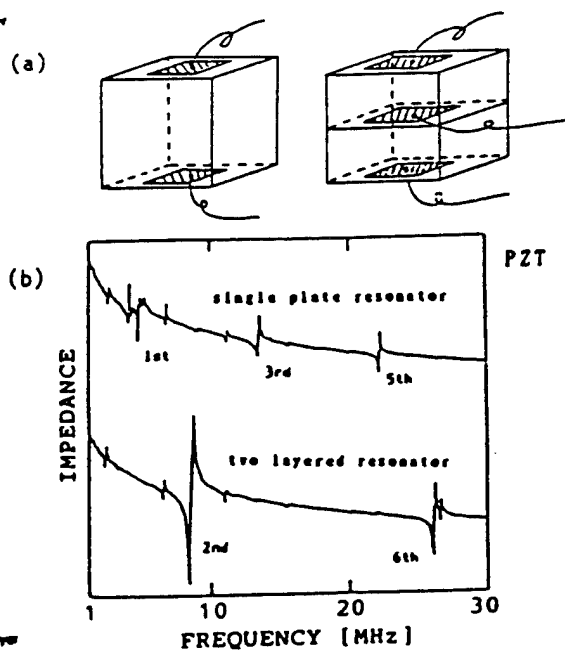 (a)
(b)
PZT
single plate resonator
1st
3rd
5th
IMPEDANCE
two layered resonator
2nd
6th
1
10
20
30
FREQUENCY [MHz]